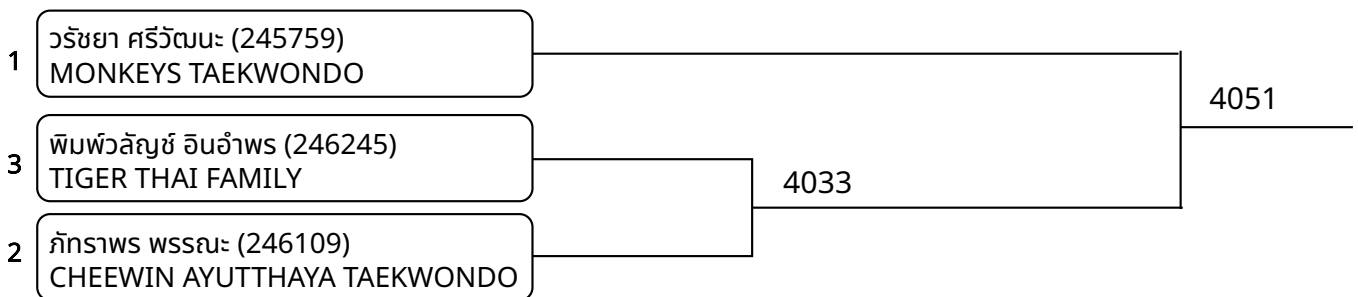 1
วรัชยา ศรีวัฒนะ (245759)
MONKEYS TAEKWONDO
4051
3
พิมพ์วลัญช์ อินอำพร (246245)
TIGER THAI FAMILY
4033
2
ภัทราพร พรรณะ (246109)
CHEEWIN AYUTTHAYA TAEKWONDO